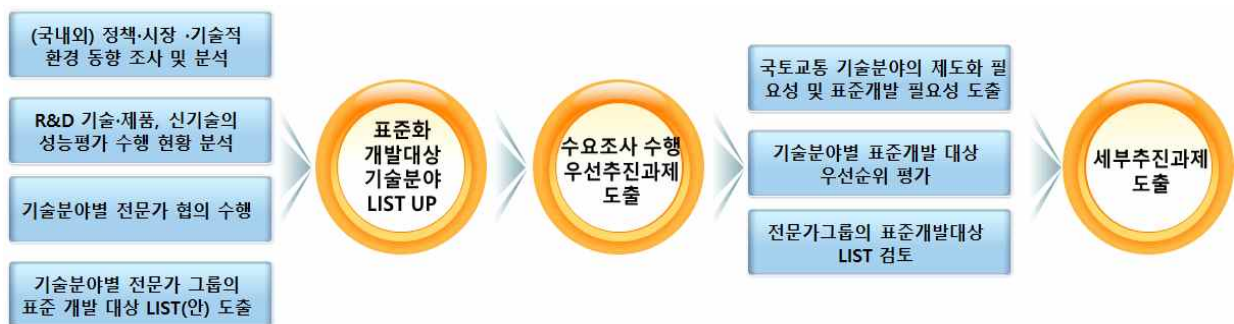 (국내외) 정책·시장 ·기술적
환경 동향 조사 및 분석
R&D 기술·제품, 신기술의
성능평가 수행 현황 분석
기술분야별 전문가 협의 수행
기술분야별 전문가 그룹의
표준 개발 대상 LIST(안) 도출
표준화
개발대상
기술분야
LIST UP
수요조사 수행
우선추진과제
도출
국토교통 기술분야의 제도화 필
요성 및 표준개발 필요성 도출
기술분야별 표준개발 대상
우선순위 평가
전문가그룹의 표준개발대상
LIST 검토
세부추진과제
도출